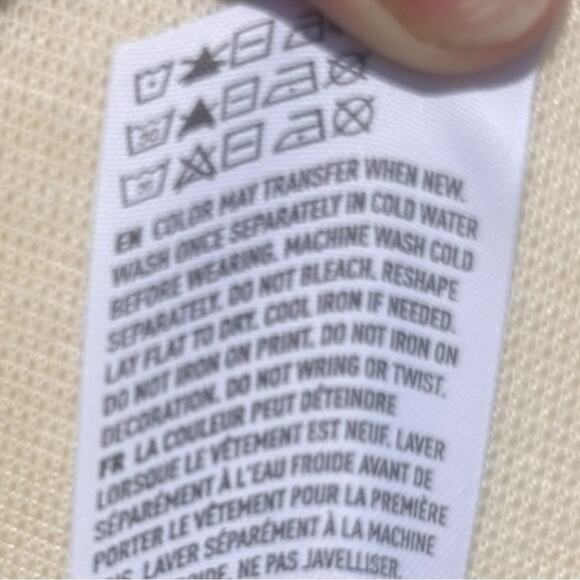 EN COLOR MAY TRANSFER WHEN NEW.
WASH ONCE SEPARATELY IN COLD WATER
BEFORE WEARING. MACHINE WASH COLD
SEPARATELY. DO NOT BLEACH. RESHAPE
LAY FLAT TO DRY. COOL IRON IF NEEDED.
DO NOT IRON ON PRINT. DO NOT IRON ON
DECORATION. DO NOT WRING OR TWIST.
FR LA COULEUR PEUT DÉTEINDRE
LORSQUE LE VÊTEMENT EST NEUF. LAVER
SÉPARÉMENT À L'EAU FROIDE AVANT DE
PORTER LE VÊTEMENT POUR LA PREMIÈRE
LAVER SÉPARÉMENT À LA MACHINE
NE PAS JAVELLISER.